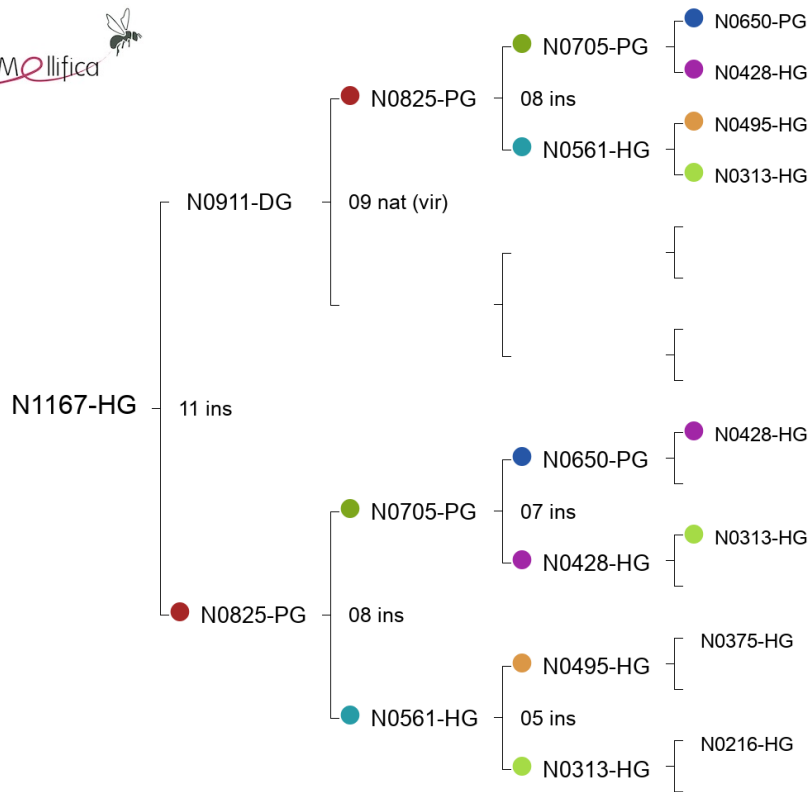 N0650-PG
N0705-PG
Mellifica
N0428-HG
N0825-PG
08 ins
N0495-HG
N0561-HG
N0313-HG
N0911-DG
09 nat (vir)
N1167-HG
11 ins
N0428-HG
N0650-PG
N0705-PG
07 ins
N0313-HG
N0428-HG
N0825-PG
08 ins
N0375-HG
N0495-HG
N0561-HG
05 ins
N0216-HG
N0313-HG